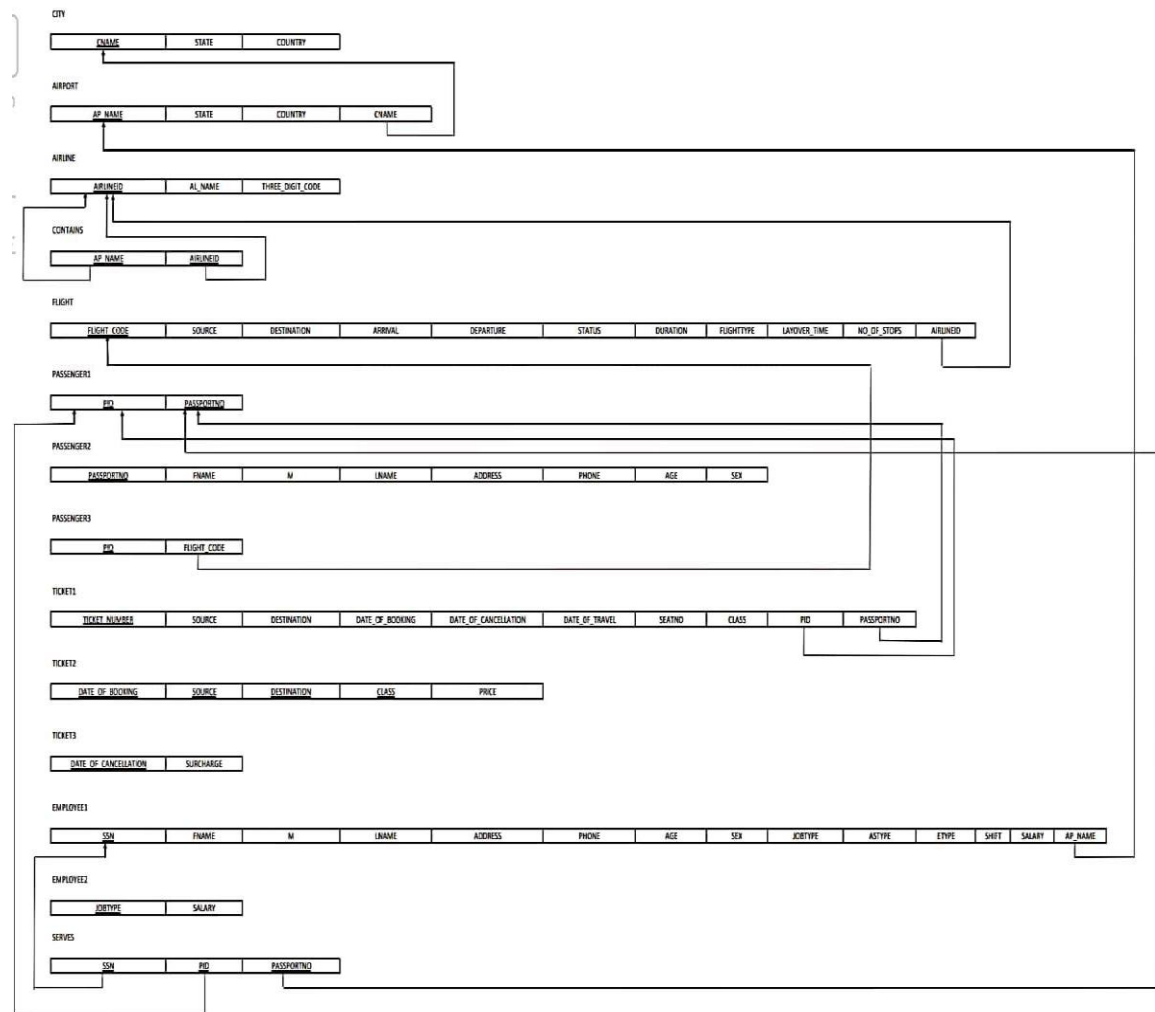 CITY
CNAME STATE COUNTRY
AIRPORT
AP_NAME STATE COUNTRY CNAME
AIRLINE
AIRLINEID AL_NAME THREE_DIGIT_CODE
CONTAINS
AP_NAME AIRLINEID
FLIGHT
FLIGHT_CODE SOURCE DESTINATION ARRIVAL DEPARTURE STATUS DURATION FLIGHTTYPE LAYOVER_TIME NO_OF_STOPS AIRLINEID
PASSENGER1
PID PASSPORTNO
PASSENGER2
PASSPORTNO FNAME M LNAME ADDRESS PHONE AGE SEX
PASSENGER3
PID FLIGHT_CODE
TICKET1
TICKET_NUMBER SOURCE DESTINATION DATE_OF_BOOKING DATE_OF_CANCELLATION DATE_OF_TRAVEL SEATNO CLASS PID PASSPORTNO
TICKET2
DATE_OF_BOOKING SOURCE DESTINATION CLASS PRICE
TICKET3
DATE_OF_CANCELLATION SURCHARGE
EMPLOYEE1
SSN FNAME M LNAME ADDRESS PHONE AGE SEX JOBTYPE ASTYPE ETYPE SHIFT SALARY AP_NAME
EMPLOYEE2
JOBTYPE SALARY
SERVES
SSN PID PASSPORTNO